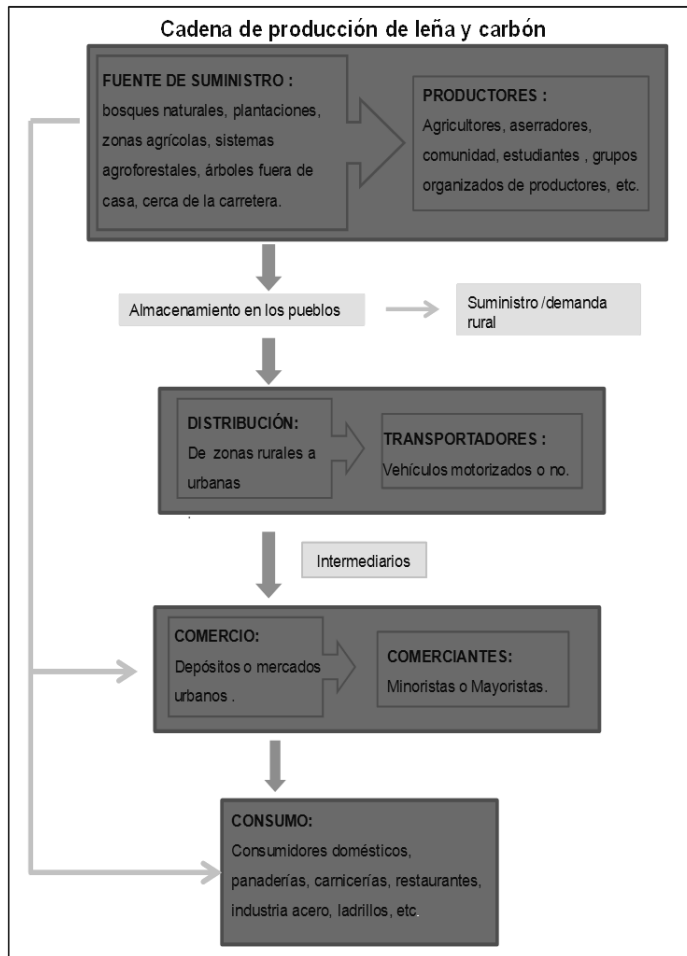 Cadena de producción de leña y carbón
FUENTE DE SUMINISTRO :
bosques naturales, plantaciones,
zonas agrícolas, sistemas
agroforestales, árboles fuera de
casa, cerca de la carretera.
PRODUCTORES :
Agricultores, aserradores,
comunidad, estudiantes , grupos
organizados de productores, etc.
Almacenamiento en los pueblos
Suministro /demanda
rural
DISTRIBUCIÓN:
De zonas rurales a
urbanas
TRANSPORTADORES :
Vehículos motorizados o no.
Intermediarios
COMERCIO:
Depósitos o mercados
urbanos .
COMERCIANTES:
Minoristas o Mayoristas.
CONSUMO:
Consumidores domésticos,
panaderías, carnicerías, restaurantes,
industria acero, ladrillos, etc.